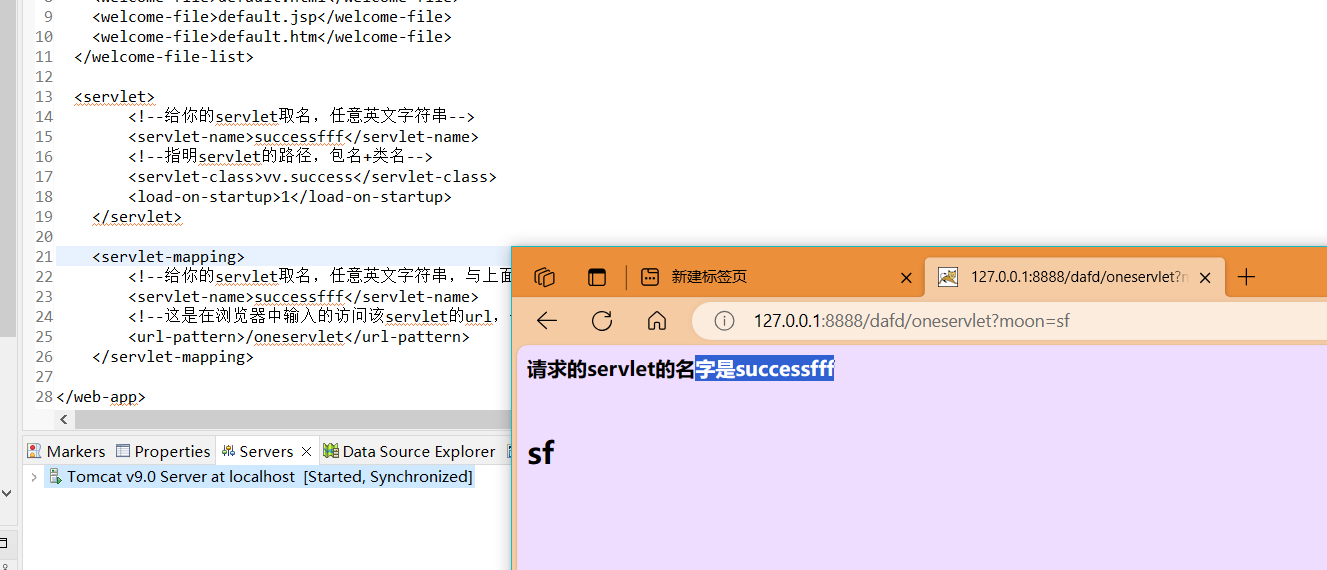 9 <welcome-file>default.jsp</welcome-file>
10 <welcome-file>default.htm</welcome-file>
11 </welcome-file-list>
12
13 <servlet>
14 <!--给你的servlet取名，任意英文字符串-->
15 <servlet-name>successfff</servlet-name>
16 <!--指明servlet的路径，包名+类名-->
17 <servlet-class>vv.success</servlet-class>
18 <load-on-startup>1</load-on-startup>
19 </servlet>
20
21 <servlet-mapping>
22 <!--给你的servlet取名，任意英文字符串，与上面
23 <servlet-name>successfff</servlet-name>
24 <!--这是在浏览器中输入的访问该servlet的url，
25 <url-pattern>/oneservlet</url-pattern>
26 </servlet-mapping>
27
28 </web-app>
Markers Properties Servers Data Source Explorer
Tomcat v9.0 Server at localhost [Started, Synchronized]
新建标签页
127.0.0.1:8888/dafd/oneservlet?
127.0.0.1:8888/dafd/oneservlet?moon=sf
请求的servlet的名字是successfff
sf